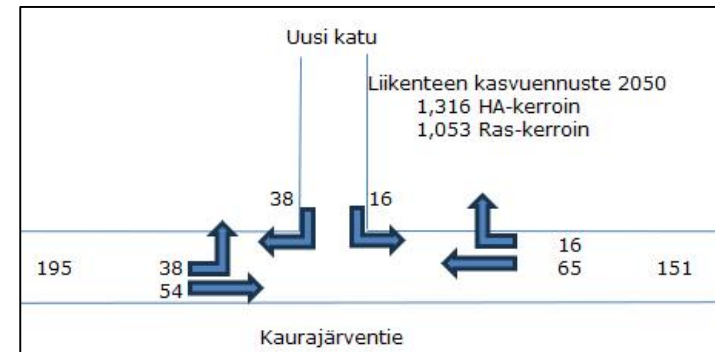 Uusi katu
Liikenteen kasvuennuste 2050
1,316 HA-kerroin
1,053 Ras-kerroin
38
16
16
195
38
65
151
54
Kaurajärventie